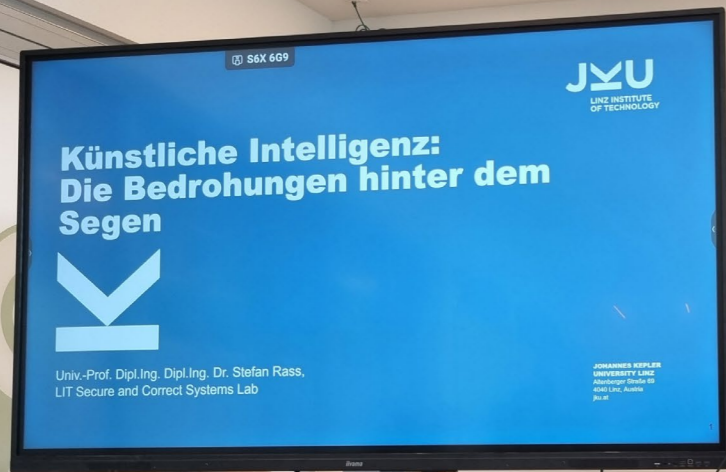 S6X 6G9
JKU
LINZ INSTITUTE
OF TECHNOLOGY
Künstliche Intelligenz:
Die Bedrohungen hinter dem
Segen
Univ.-Prof. Dipl.Ing. Dipl.Ing. Dr. Stefan Rass,
LIT Secure and Correct Systems Lab
JOHANNES KEPLER
UNIVERSITY LINZ
Altenberger Straße 69
4040 Linz, Austria
jku.at
1
iiyama